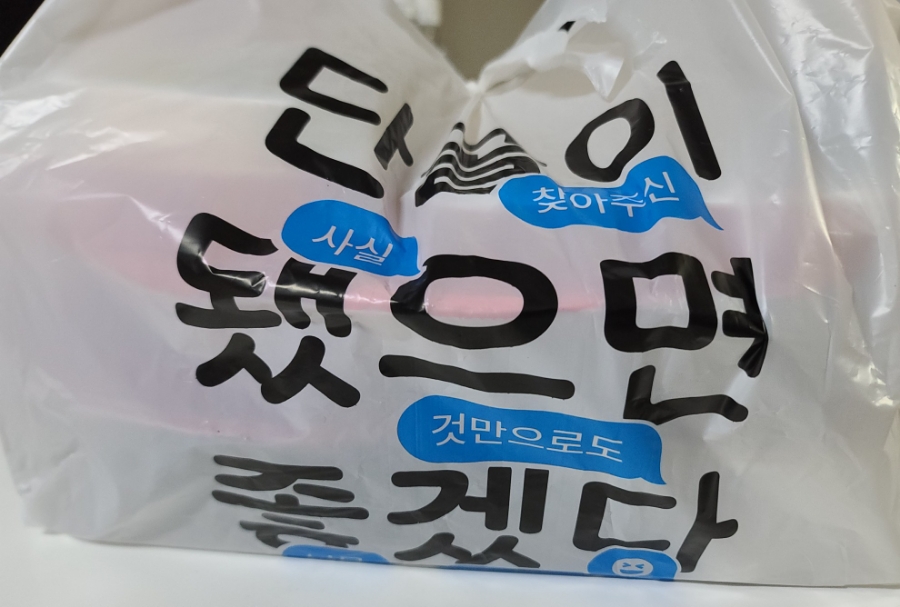 이
찾아주신
사실
됐으면
것만으로도
좋겠다